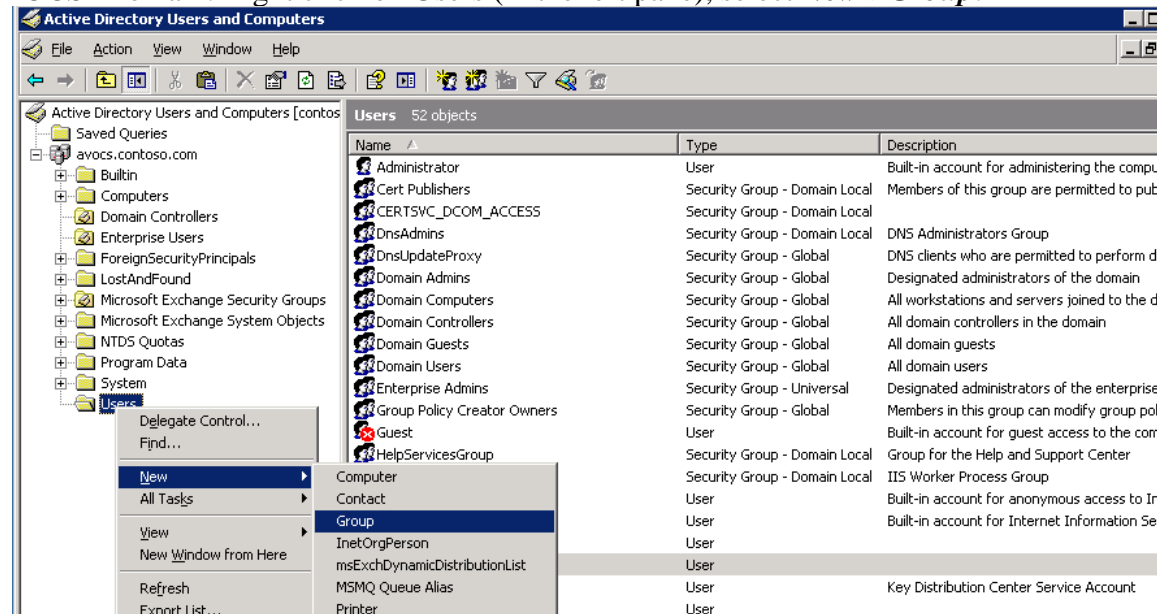 Active Directory Users and Computers
File Action View Window Help
Active Directory Users and Computers [contos
Saved Queries
avocs.contoso.com
Builtin
Computers
Domain Controllers
Enterprise Users
ForeignSecurityPrincipals
LostAndFound
Microsoft Exchange Security Groups
Microsoft Exchange System Objects
NTDS Quotas
Program Data
System
Users
Delegate Control...
Find...
New
All Tasks
View
New Window from Here
Refresh
Export List...
Computer
Contact
Group
InetOrgPerson
msExchDynamicDistributionList
MSMQ Queue Alias
Printer
Users 52 objects
Name Type Description
Administrator User Built-in account for administering the compu
Cert Publishers Security Group - Domain Local Members of this group are permitted to pub
CERTSVC_DCOM_ACCESS Security Group - Domain Local
DnsAdmins Security Group - Domain Local DNS Administrators Group
DnsUpdateProxy Security Group - Global DNS clients who are permitted to perform d
Domain Admins Security Group - Global Designated administrators of the domain
Domain Computers Security Group - Global All workstations and servers joined to the d
Domain Controllers Security Group - Global All domain controllers in the domain
Domain Guests Security Group - Global All domain guests
Domain Users Security Group - Global All domain users
Enterprise Admins Security Group - Universal Designated administrators of the enterprise
Group Policy Creator Owners Security Group - Global Members in this group can modify group pol
Guest User Built-in account for guest access to the com
HelpServicesGroup Security Group - Domain Local Group for the Help and Support Center
Security Group - Domain Local IIS Worker Process Group
User Built-in account for anonymous access to Ir
User Built-in account for Internet Information Se
User
User
User Key Distribution Center Service Account
User